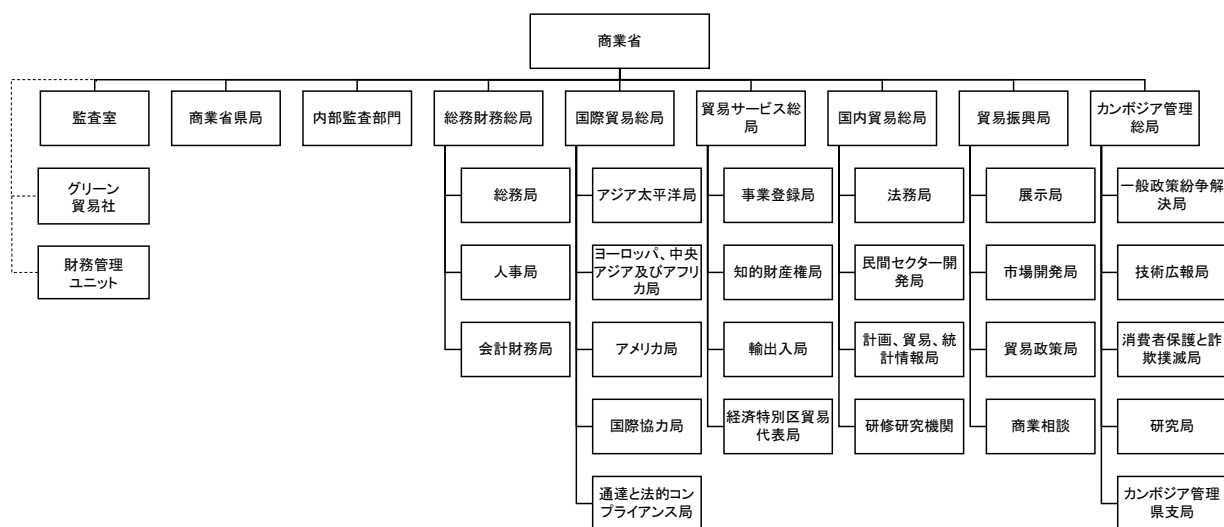 商業省
監査室
商業省県局
内部監査部門
総務財務総局
国際貿易総局
貿易サービス総
局
国内貿易総局
貿易振興局
カンボジア管理
総局
グリーン
貿易社
総務局
アジア太平洋局
事業登録局
法務局
展示局
一般政策紛争解
決局
財務管理
ユニット
人事局
ヨーロッパ、中央
アジア及びアフリ
カ局
知的財産権局
民間セクター開
発局
市場開発局
技術広報局
会計財務局
アメリカ局
輸出入局
計画、貿易、統
計情報局
貿易政策局
消費者保護と詐
欺撲滅局
国際協力局
経済特別区貿易
代表局
研修研究機関
商業相談
研究局
通達と法的コン
プライアンス局
カンボジア管理
県支局